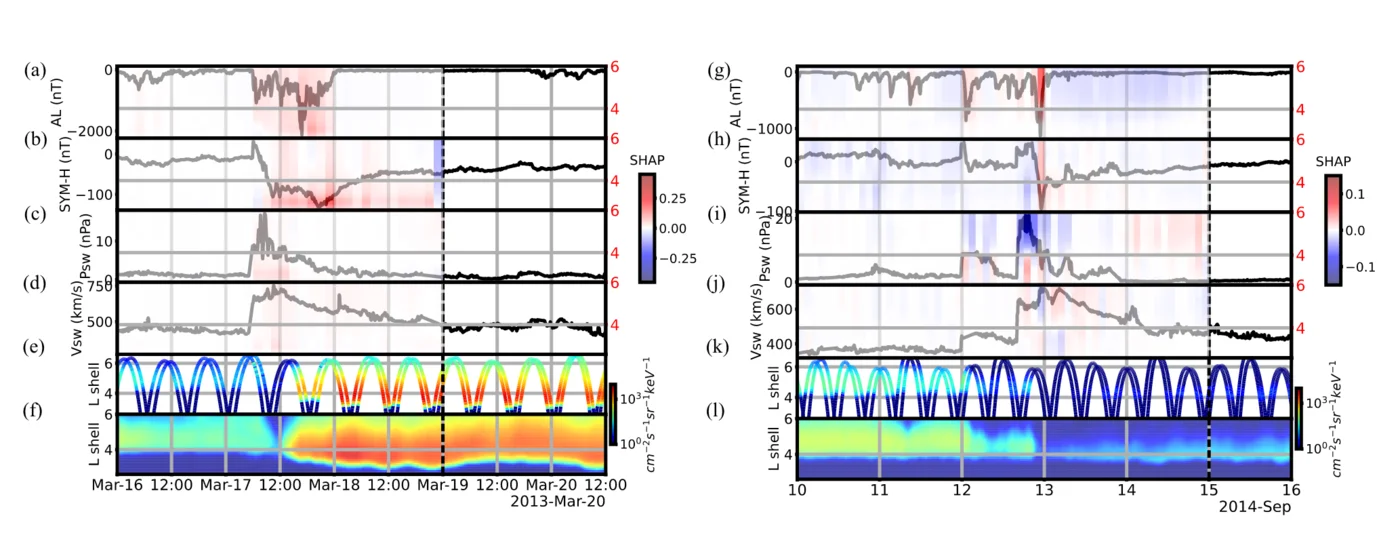 (a)
AL (nT)
0
−2000
6
4
(b)
SYM-H (nT)
0
−100
6
4
(c)
Psw (nPa)
10
0
6
4
(d)
Vsw (km/s)
750
500
6
4
(e)
L shell
6
4
(f)
L shell
6
4
Mar-16 12:00 Mar-17 12:00 Mar-18 12:00 Mar-19 12:00 Mar-20 12:00
2013-Mar-20
SHAP
0.25
0.00
−0.25
10³
10⁰
cm⁻²s⁻¹sr⁻¹keV⁻¹
(g)
AL (nT)
0
−1000
6
4
(h)
SYM-H (nT)
0
−100
6
4
(i)
Psw (nPa)
20
0
6
4
(j)
Vsw (km/s)
600
400
6
4
(k)
L shell
6
4
(l)
L shell
6
4
10 11 12 13 14 15 16
2014-Sep
SHAP
0.1
0.0
−0.1
10³
10⁰
cm⁻²s⁻¹sr⁻¹keV⁻¹